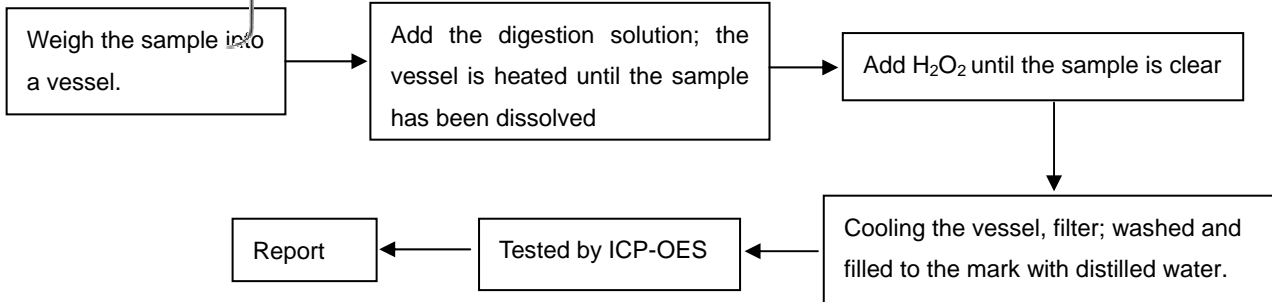 Weigh the sample into
a vessel.
Add the digestion solution; the
vessel is heated until the sample
has been dissolved
Add H₂O₂ until the sample is clear
Cooling the vessel, filter; washed and
filled to the mark with distilled water.
Tested by ICP-OES
Report